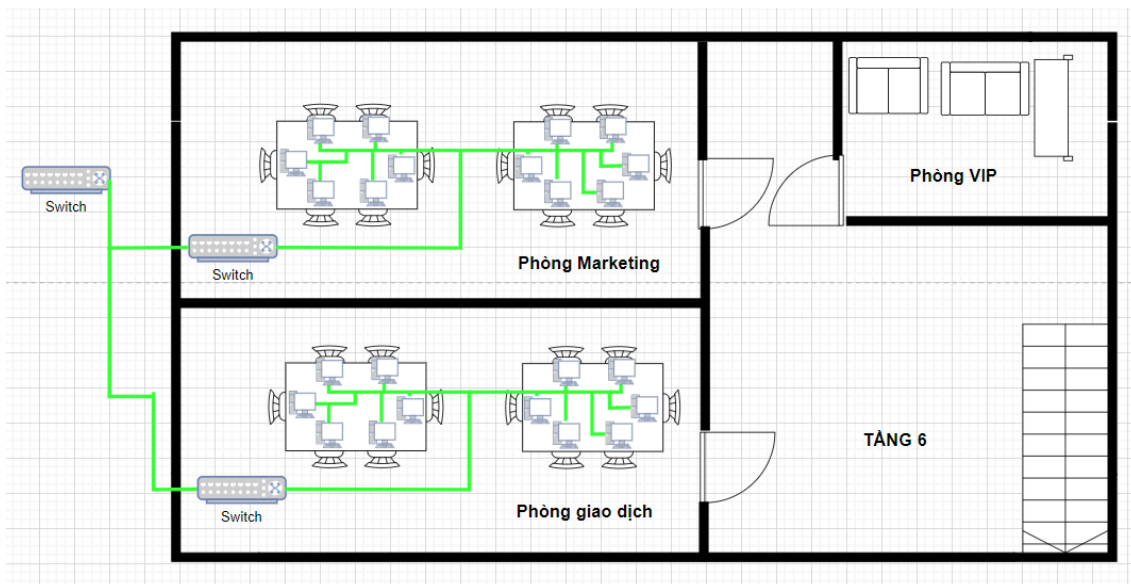 Phòng VIP
Switch
Switch
Phòng Marketing
TẦNG 6
Switch
Phòng giao dịch